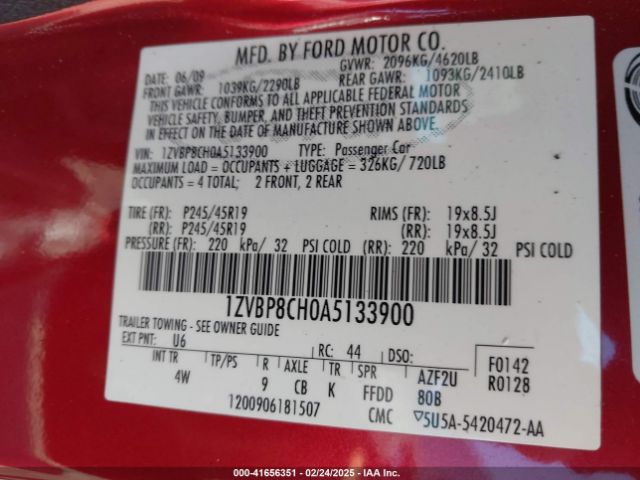 MFD. BY FORD MOTOR CO.
DATE: 06/09 GVWR: 2096KG/4620LB
FRONT GAWR: 1039KG/2290LB REAR GAWR: 1093KG/2410LB
THIS VEHICLE CONFORMS TO ALL APPLICABLE FEDERAL MOTOR
VEHICLE SAFETY, BUMPER, AND THEFT PREVENTION STANDARDS
IN EFFECT ON THE DATE OF MANUFACTURE SHOWN ABOVE.
VIN: 1ZVBP8CH0A5133900 TYPE: Passenger Car
MAXIMUM LOAD = OCCUPANTS + LUGGAGE = 326KG/720LB
OCCUPANTS = 4 TOTAL: 2 FRONT, 2 REAR
TIRE (FR): P245/45R19 RIMS (FR): 19x8.5J
(RR): P245/45R19 (RR): 19x8.5J
PRESSURE (FR): 220 kPa/ 32 PSI COLD (RR): 220 kPa/ 32 PSI COLD
1ZVBP8CH0A5133900
TRAILER TOWING - SEE OWNER GUIDE
EXT PNT: U6 RC: 44 DSO: F0142
INT TR TP/PS R AXLE TR SPR AZF2U R0128
4W 9 CB K FFDD 80B
1200906181507 CMC ▽5U5A-5420472-AA
000-41656351 | 02/24/2025 - IAA Inc.